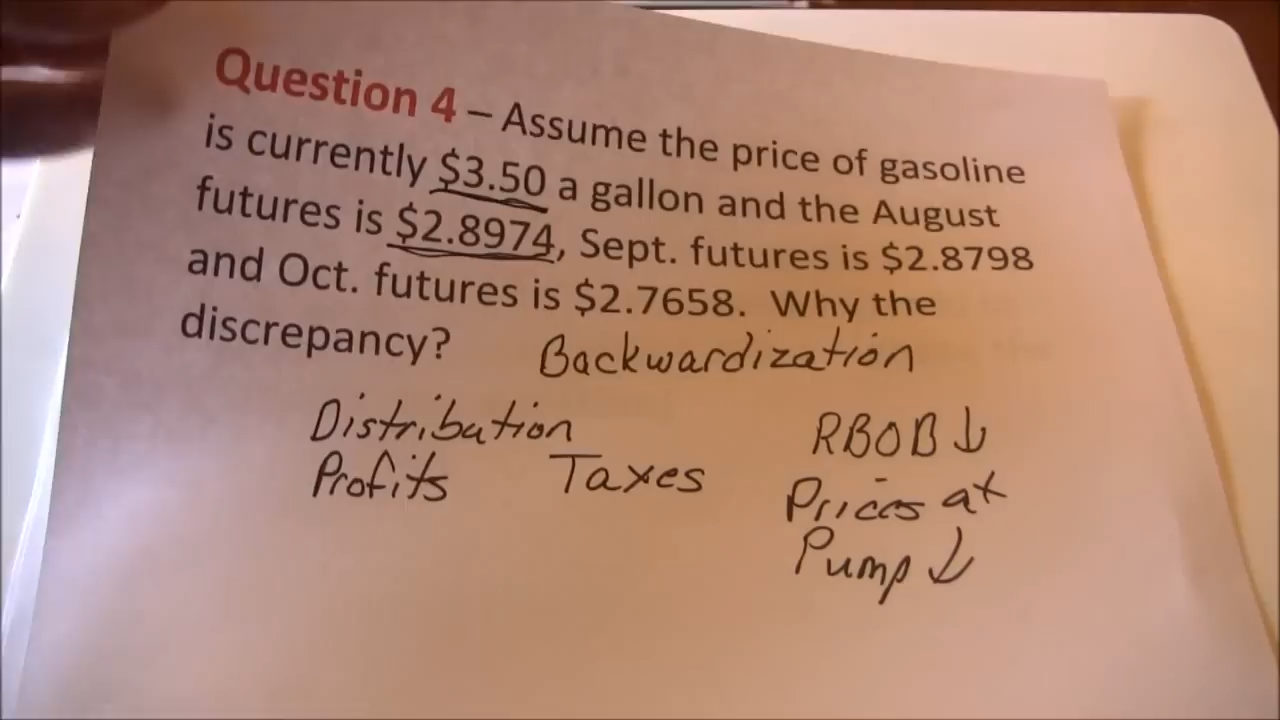 Question 4 – Assume the price of gasoline
is currently $3.50 a gallon and the August
futures is $2.8974, Sept. futures is $2.8798
and Oct. futures is $2.7658. Why the
discrepancy?
Backwardization
Distribution
Profits
Taxes
RBOB ↓
Prices at
Pump ↓